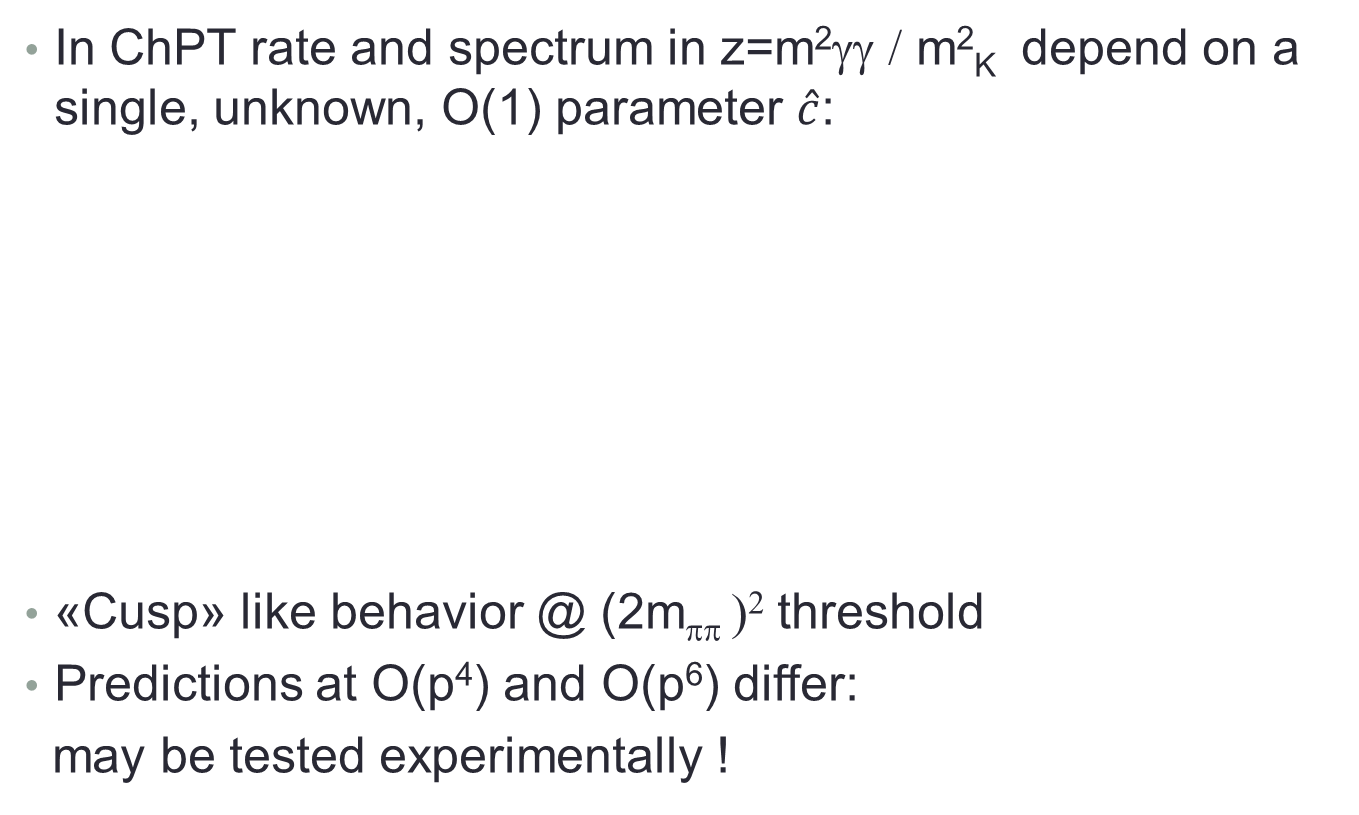 • In ChPT rate and spectrum in z=m²γγ / m²K depend on a
single, unknown, O(1) parameter ĉ:
• «Cusp» like behavior @ (2mππ )² threshold
• Predictions at O(p⁴) and O(p⁶) differ:
may be tested experimentally !